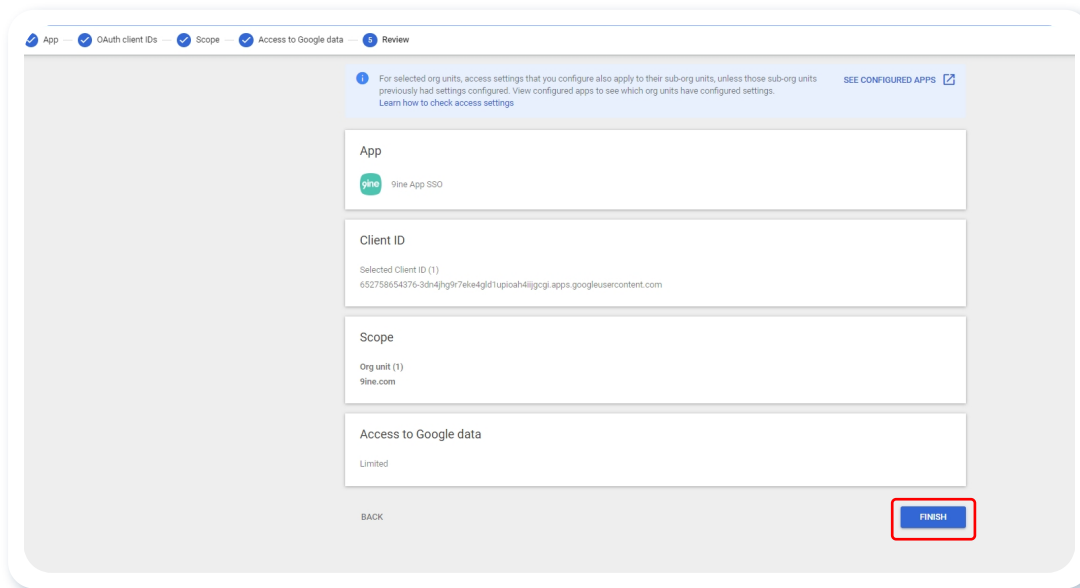 App
OAuth client IDs
Scope
Access to Google data
5 Review
For selected org units, access settings that you configure also apply to their sub-org units, unless those sub-org units
previously had settings configured. View configured apps to see which org units have configured settings.
Learn how to check access settings
SEE CONFIGURED APPS
App
9ine
9ine App SSO
Client ID
Selected Client ID (1)
652758654376-3dn4jhg9r7eke4gld1upioah4iijgcgi.apps.googleusercontent.com
Scope
Org unit (1)
9ine.com
Access to Google data
Limited
BACK
FINISH